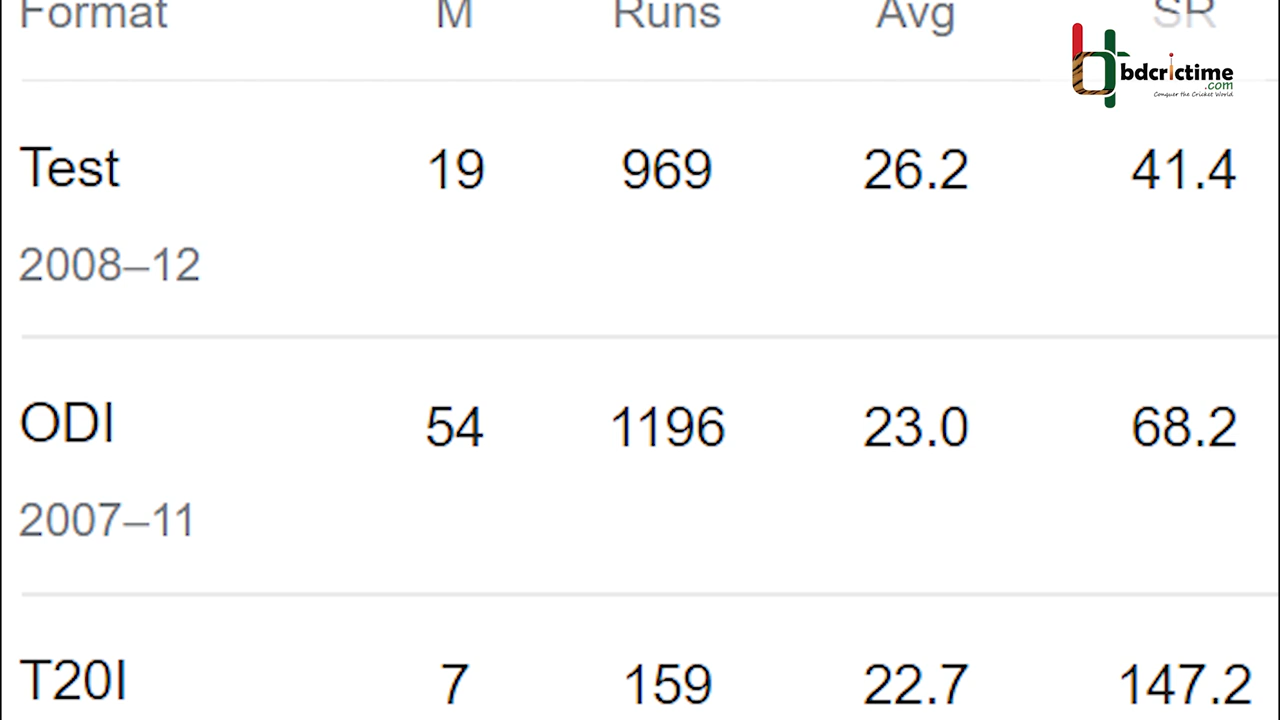 Format M Runs Avg SR
bdcrictime
.com
Conquer the Cricket World
Test 19 969 26.2 41.4
2008–12
ODI 54 1196 23.0 68.2
2007–11
T20I 7 159 22.7 147.2